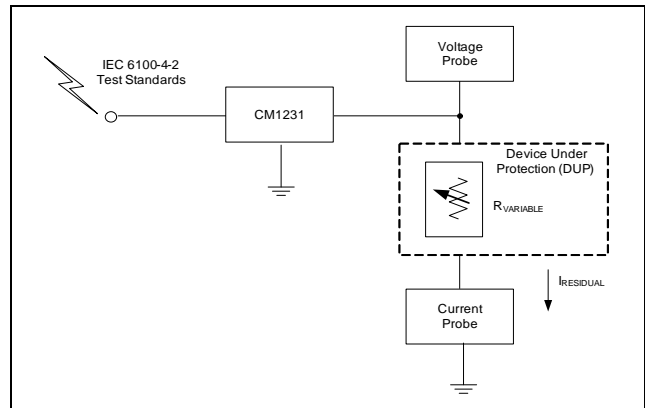 IEC 6100-4-2
Test Standards
CM1231
Voltage
Probe
Device Under
Protection (DUP)
RVARIABLE
IRESIDUAL
Current
Probe